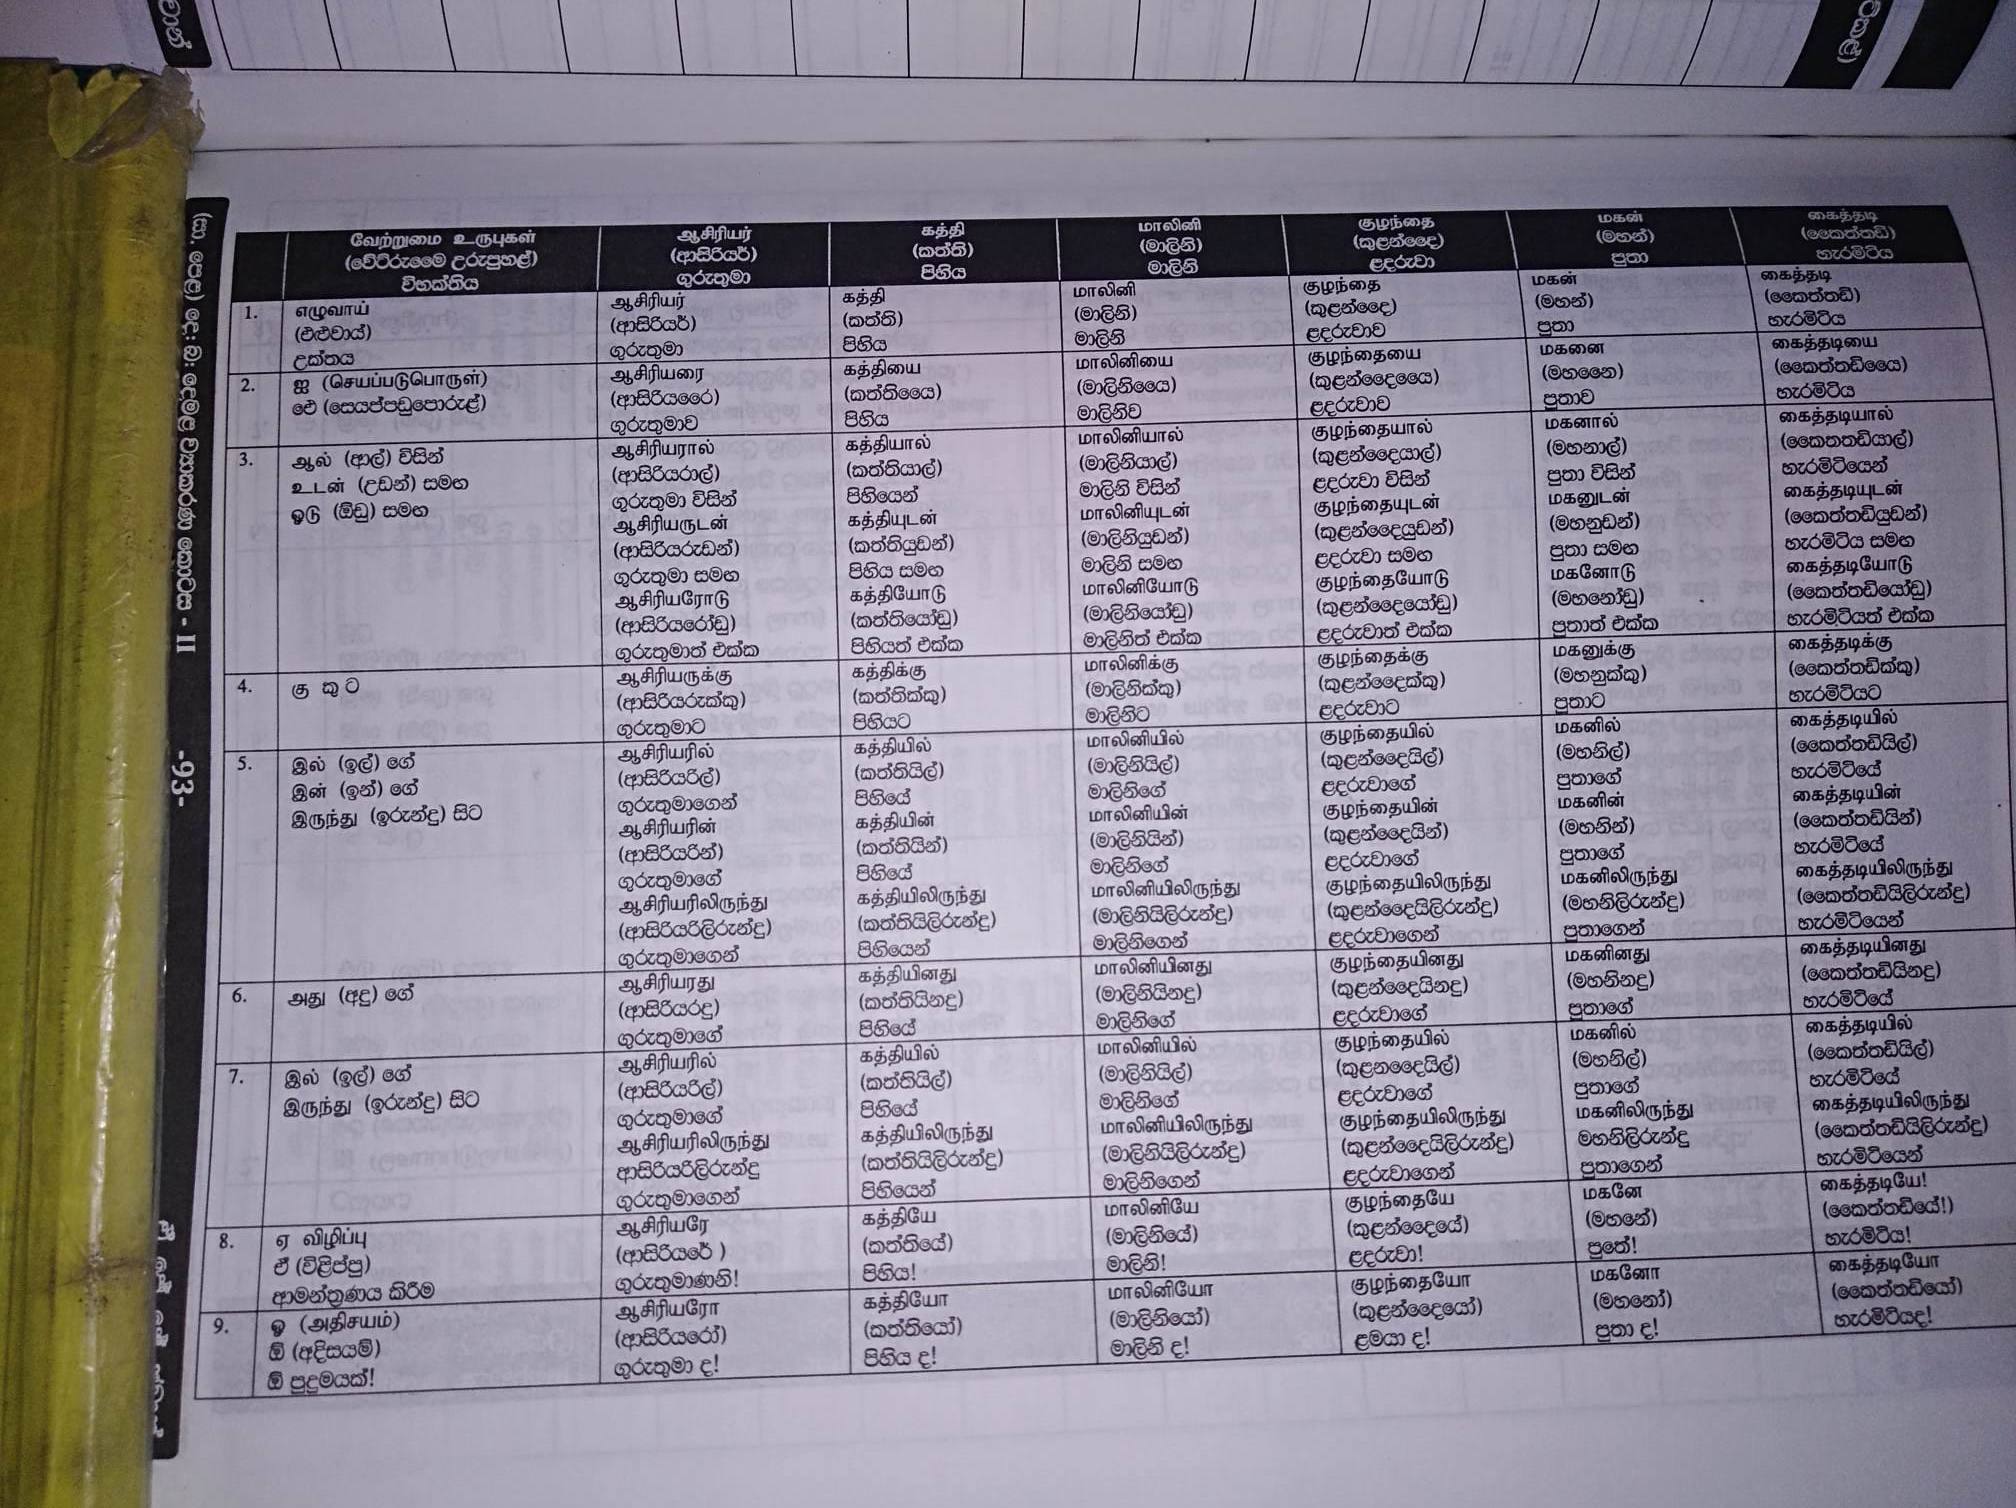 (සා. පෙළ) දෙ: බ: දෙමළ ව්‍යාකරණ කොටස - II
-93-
வேற்றுமை உருபுகள்
(වේට්රුමෛ උරුපුහළ්)
විභක්තිය
ஆசிரியர்
(ආසිරියර්)
ගුරුතුමා
கத்தி
(කත්ති)
පිහිය
மாலினி
(මාලිනි)
මාලිනි
குழந்தை
(කුළන්දෛ)
ළදරුවා
மகன்
(මහන්)
පුතා
கைத்தடி
(කෛත්තඩි)
හැරමිටිය
1.
எழுவாய்
(එළුවාය්)
උක්තය
ஆசிரியர்
(ආසිරියර්)
ගුරුතුමා
கத்தி
(කත්ති)
පිහිය
மாலினி
(මාලිනි)
මාලිනි
குழந்தை
(කුළන්දෛ)
ළදරුවාව
மகன்
(මහන්)
පුතා
கைத்தடி
(කෛත්තඩි)
හැරමිටිය
2.
ஐ (செயப்படுபொருள்)
ඓ (සෙයප්පඩුපොරුළ්)
ஆசிரியரை
(ආසිරියරෛ)
ගුරුතුමාව
கத்தியை
(කත්තියෛ)
පිහිය
மாலினியை
(මාලිනියෛ)
මාලිනිව
குழந்தையை
(කුළන්දෛයෛ)
ළදරුවාව
மகனை
(මහනෛ)
පුතාව
கைத்தடியை
(කෛත්තඩියෛ)
හැරමිටිය
3.
ஆல் (ආල්) විසින්
உடன் (උඩන්) සමඟ
ஓடு (ඕඩු) සමඟ
ஆசிரியரால்
(ආසිරියරාල්)
ගුරුතුමා විසින්
ஆசிரியருடன்
(ආසිරියරුඩන්)
ගුරුතුමා සමඟ
ஆசிரியரோடு
(ආසිරියරෝඩු)
ගුරුතුමාත් එක්ක
கத்தியால்
(කත්තියාල්)
පිහියෙන්
கத்தியுடன்
(කත්තියුඩන්)
පිහිය සමඟ
கத்தியோடு
(කත්තියෝඩු)
පිහියත් එක්ක
மாலினியால்
(මාලිනියාල්)
මාලිනි විසින්
மாலினியுடன்
(මාලිනියුඩන්)
මාලිනි සමඟ
மாலினியோடு
(මාලිනියෝඩු)
මාලිනිත් එක්ක
குழந்தையால்
(කුළන්දෛයාල්)
ළදරුවා විසින්
குழந்தையுடன்
(කුළන්දෛයුඩන්)
ළදරුවා සමඟ
குழந்தையோடு
(කුළන්දෛයෝඩු)
ළදරුවාත් එක්ක
மகனால்
(මහනාල්)
පුතා විසින්
மகனுடன்
(මහනුඩන්)
පුතා සමඟ
மகனோடு
(මහනෝඩු)
පුතාත් එක්ක
கைத்தடியால்
(කෛතතඩියාල්)
හැරමිටියෙන්
கைத்தடியுடன்
(කෛත්තඩියුඩන්)
හැරමිටිය සමඟ
கைத்தடியோடு
(කෛත්තඩියෝඩු)
හැරමිටියත් එක්ක
4.
கு කු ට
ஆசிரியருக்கு
(ආසිරියරුක්කු)
ගුරුතුමාට
கத்திக்கு
(කත්තික්කු)
පිහියට
மாலினிக்கு
(මාලිනික්කු)
මාලිනිට
குழந்தைக்கு
(කුළන්දෛක්කු)
ළදරුවාට
மகனுக்கு
(මහනුක්කු)
පුතාට
கைத்தடிக்கு
(කෛත්තඩික්කු)
හැරමිටියට
5.
இல் (ඉල්) ගේ
இன் (ඉන්) ගේ
இருந்து (ඉරුන්දු) සිට
ஆசிரியரில்
(ආසිරියරිල්)
ගුරුතුමාගෙන්
ஆசிரியரின்
(ආසිරියරින්)
ගුරුතුමාගේ
ஆசிரியரிலிருந்து
(ආසිරියරිලිරුන්දු)
ගුරුතුමාගෙන්
கத்தியில்
(කත්තියිල්)
පිහියේ
கத்தியின்
(කත්තියින්)
පිහියේ
கத்தியிலிருந்து
(කත්තියිලිරුන්දු)
පිහියෙන්
மாலினியில்
(මාලිනියිල්)
මාලිනිගේ
மாலினியின்
(මාලිනියින්)
මාලිනිගේ
மாலினியிலிருந்து
(මාලිනියිලිරුන්දු)
මාලිනිගෙන්
குழந்தையில்
(කුළන්දෛයිල්)
ළදරුවාගේ
குழந்தையின்
(කුළන්දෛයින්)
ළදරුවාගේ
குழந்தையிலிருந்து
(කුළන්දෛයිලිරුන්දු)
ළදරුවාගෙන්
மகனில்
(මහනිල්)
පුතාගේ
மகனின்
(මහනින්)
පුතාගේ
மகனிலிருந்து
(මහනිලිරුන්දු)
පුතාගෙන්
கைத்தடியில்
(කෛත්තඩියිල්)
හැරමිටියේ
கைத்தடியின்
(කෛත්තඩියින්)
හැරමිටියේ
கைத்தடியிலிருந்து
(කෛත්තඩියිලිරුන්දු)
හැරමිටියෙන්
6.
அது (අදු) ගේ
ஆசிரியரது
(ආසිරියරදු)
ගුරුතුමාගේ
கத்தியினது
(කත්තියිනදු)
පිහියේ
மாலினியினது
(මාලිනියිනදු)
මාලිනිගේ
குழந்தையினது
(කුළන්දෛයිනදු)
ළදරුවාගේ
மகனினது
(මහනිනදු)
පුතාගේ
கைத்தடியினது
(කෛත්තඩියිනදු)
හැරමිටියේ
7.
இல் (ඉල්) ගේ
இருந்து (ඉරුන්දු) සිට
ஆசிரியரில்
(ආසිරියරිල්)
ගුරුතුමාගේ
ஆசிரியரிலிருந்து
ආසිරියරිලිරුන්දු
ගුරුතුමාගෙන්
கத்தியில்
(කත්තියිල්)
පිහියේ
கத்தியிலிருந்து
(කත්තියිලිරුන්දු)
පිහියෙන්
மாலினியில்
(මාලිනියිල්)
මාලිනිගේ
மாலினியிலிருந்து
(මාලිනියිලිරුන්දු)
මාලිනිගෙන්
குழந்தையில்
(කුළනදෛයිල්)
ළදරුවාගේ
குழந்தையிலிருந்து
(කුළන්දෛයිලිරුන්දු)
ළදරුවාගෙන්
மகனில்
(මහනිල්)
පුතාගේ
மகனிலிருந்து
මහනිලිරුන්දු
පුතාගෙන්
கைத்தடியில்
(කෛත්තඩියිල්)
හැරමිටියේ
கைத்தடியிலிருந்து
(කෛත්තඩියිලිරුන්දු)
හැරමිටියෙන්
8.
ஏ விழிப்பு
ඒ (විළිප්පු)
ආමන්ත්‍රණය කිරීම
ஆசிரியரே
(ආසිරියරේ )
ගුරුතුමාණනි!
கத்தியே
(කත්තියේ)
පිහිය!
மாலினியே
(මාලිනියේ)
මාලිනි!
குழந்தையே
(කුළන්දෛයේ)
ළදරුවා!
மகனே
(මහනේ)
පුතේ!
கைத்தடியே!
(කෛත්තඩියේ!)
හැරමිටිය!
9.
ஓ (அதிசயம்)
ඕ (අදිසයම්)
ඕ පුදුමයක්!
ஆசிரியரோ
(ආසිරියරෝ)
ගුරුතුමා ද!
கத்தியோ
(කත්තියෝ)
පිහිය ද!
மாலினியோ
(මාලිනියෝ)
මාලිනි ද!
குழந்தையோ
(කුළන්දෛයෝ)
ළමයා ද!
மகனோ
(මහනෝ)
පුතා ද!
கைத்தடியோ
(කෛත්තඩියෝ)
හැරමිටියද!